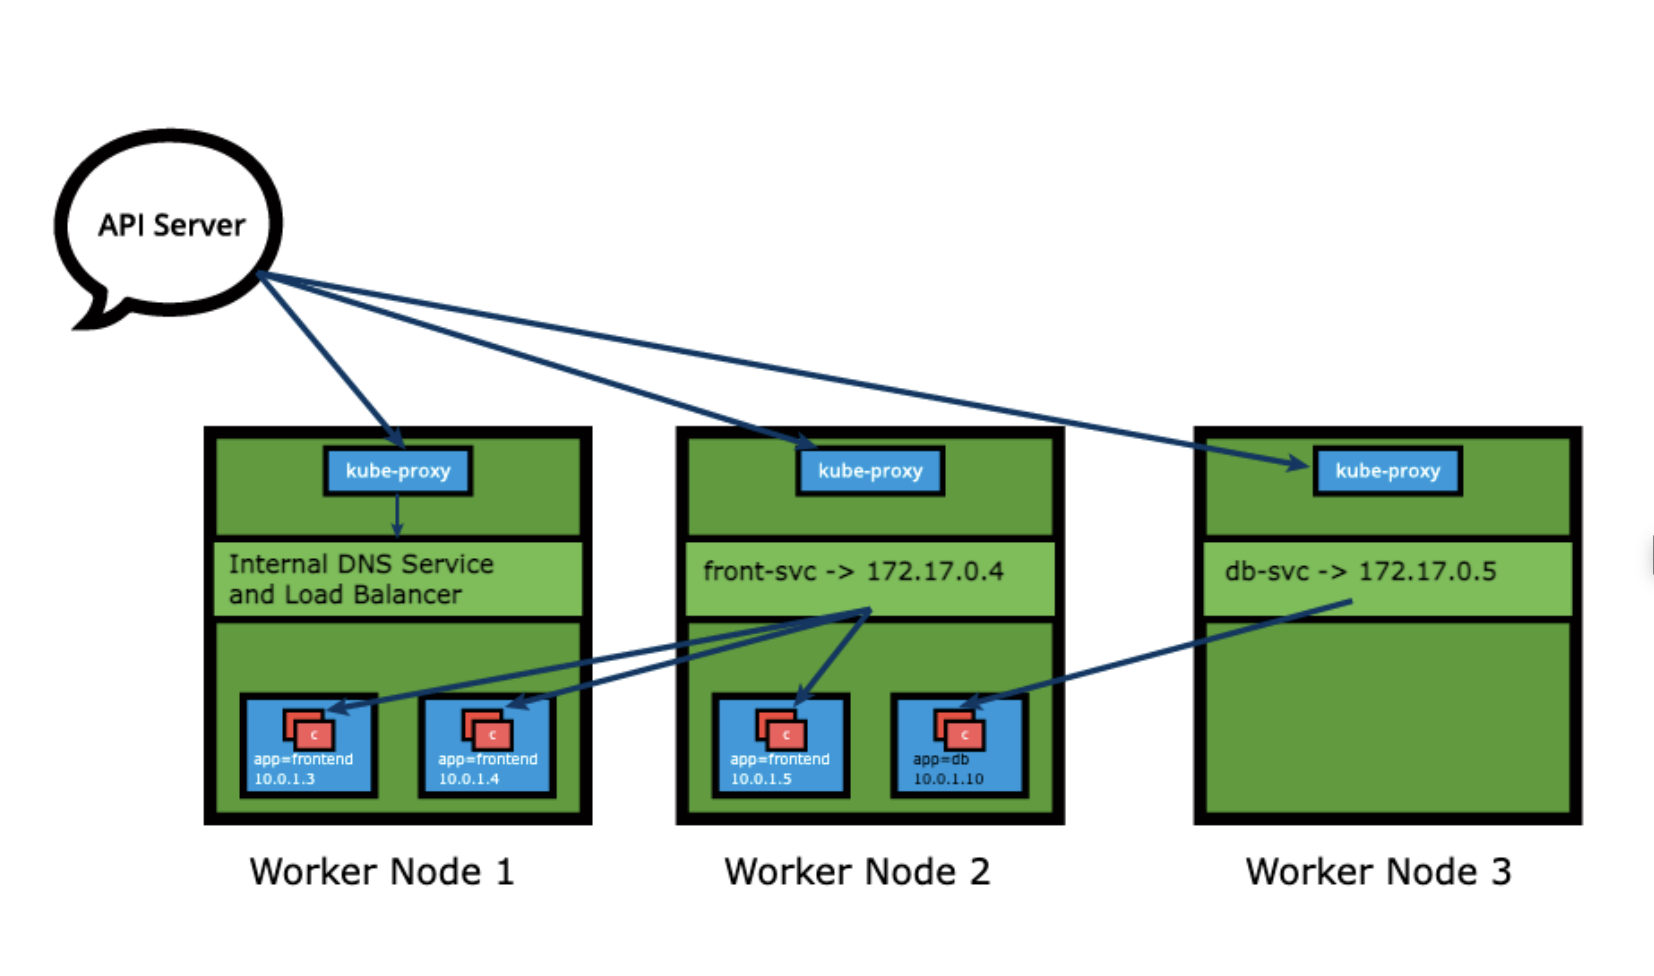 API Server
kube-proxy
kube-proxy
kube-proxy
Internal DNS Service
and Load Balancer
front-svc -> 172.17.0.4
db-svc -> 172.17.0.5
c
app=frontend
10.0.1.3
c
app=frontend
10.0.1.4
c
app=frontend
10.0.1.5
c
app=db
10.0.1.10
Worker Node 1
Worker Node 2
Worker Node 3